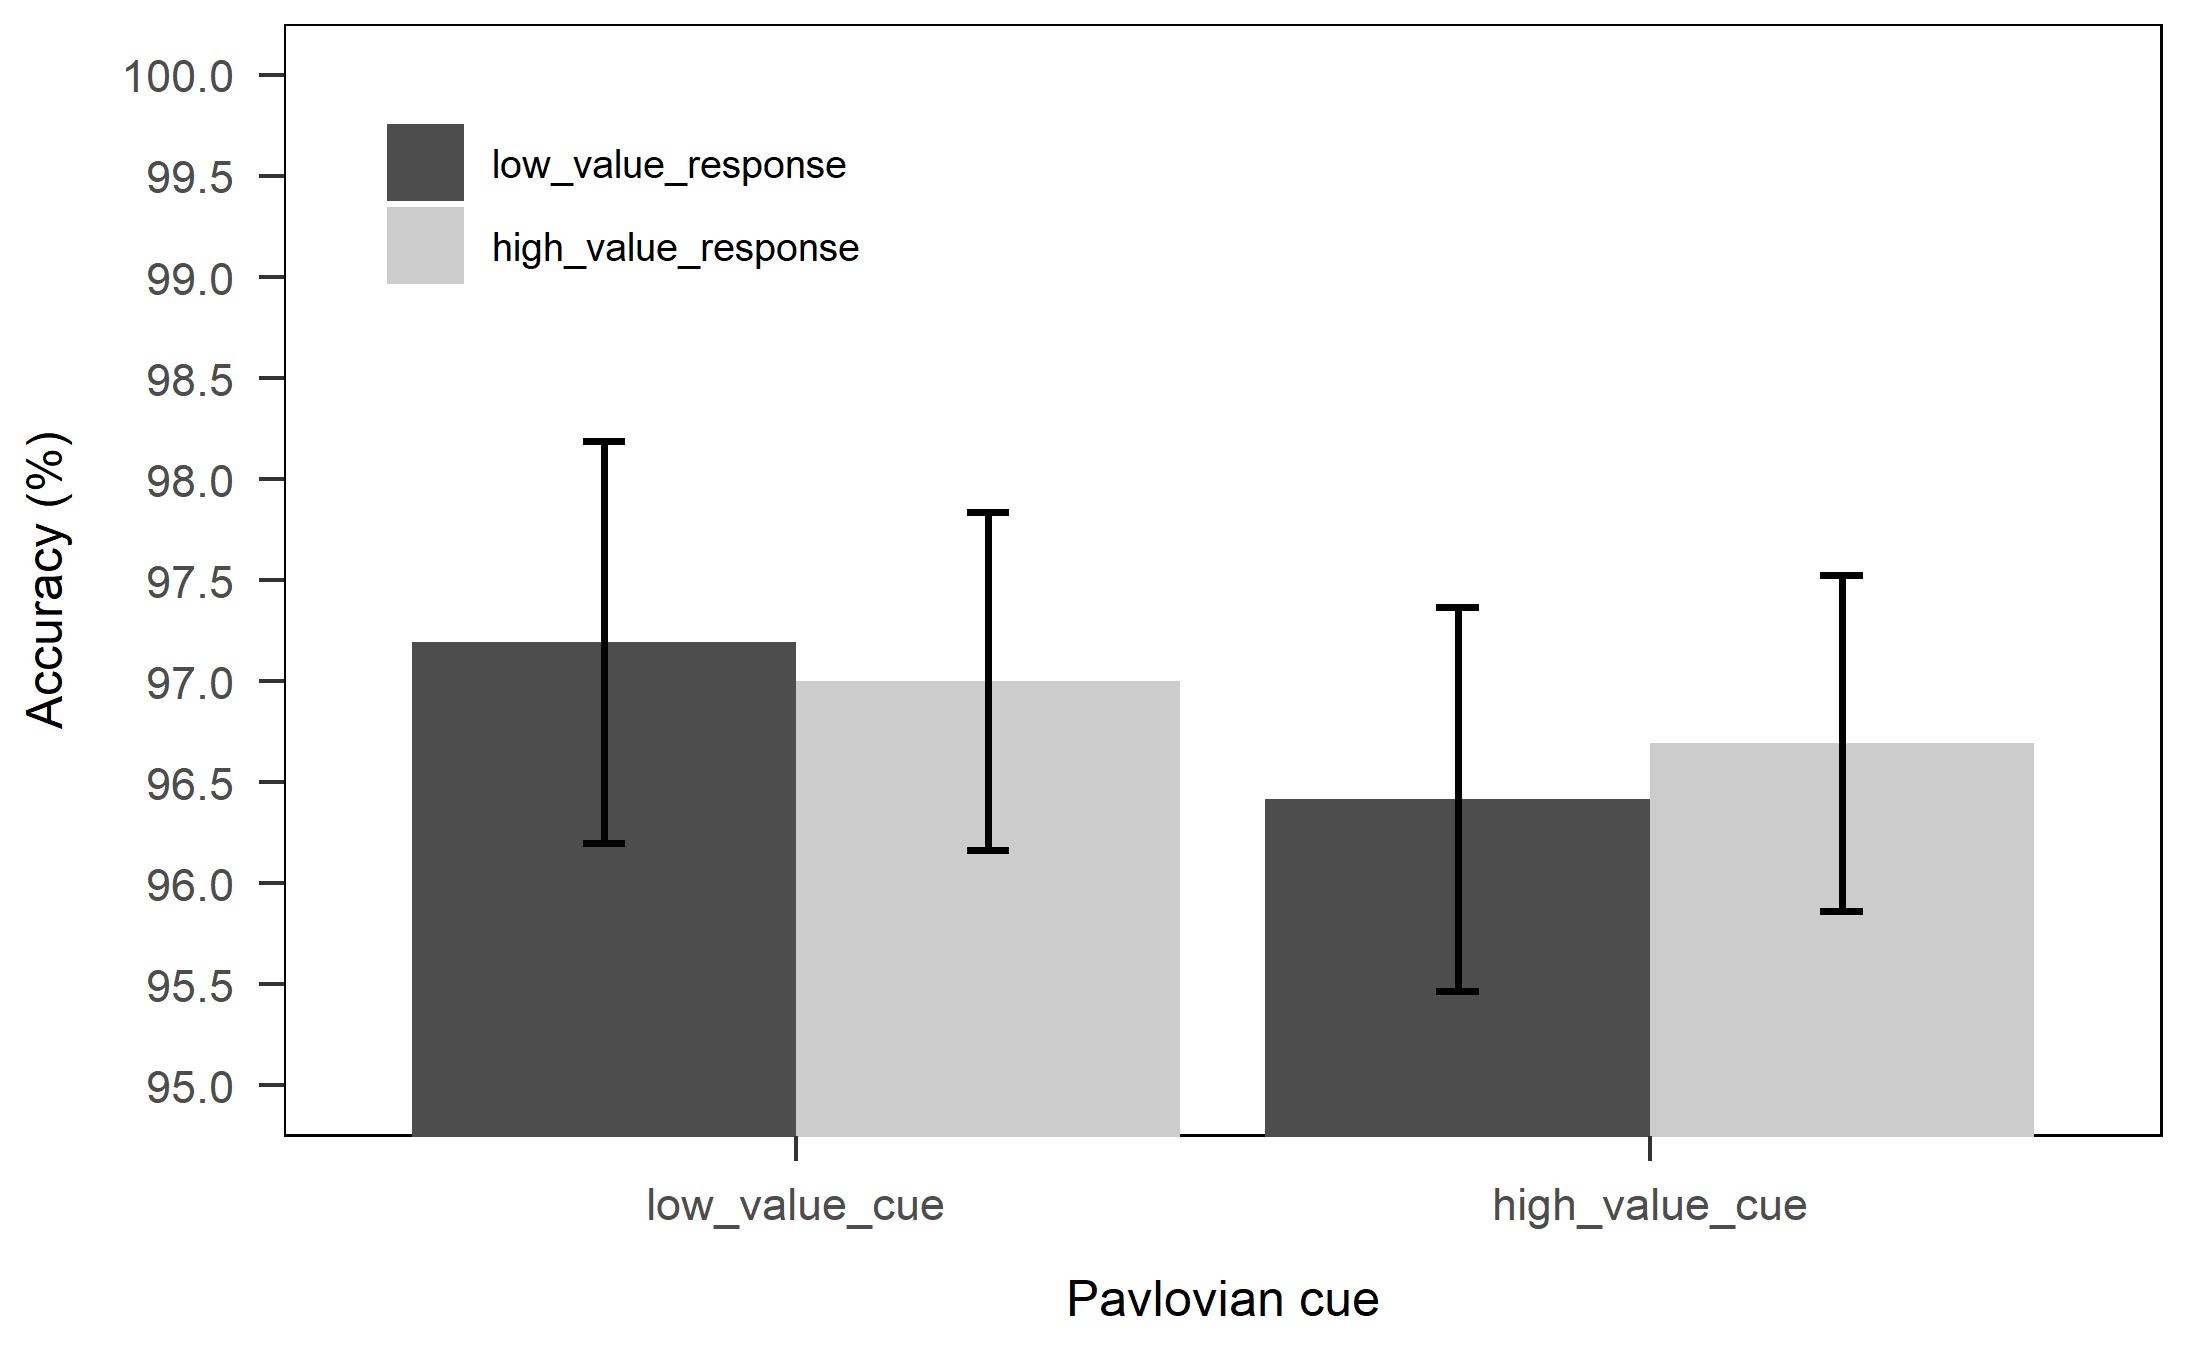 100.0
99.5
99.0
98.5
98.0
97.5
97.0
96.5
96.0
95.5
95.0
Accuracy (%)
low_value_response
high_value_response
low_value_cue
high_value_cue
Pavlovian cue